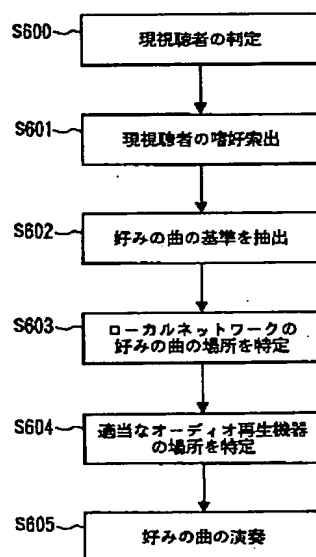 S600
現視聴者の判定
S601
現視聴者の嗜好索出
S602
好みの曲の基準を抽出
S603
ローカルネットワークの
好みの曲の場所を特定
S604
適当なオーディオ再生機器
の場所を特定
S605
好みの曲の演奏